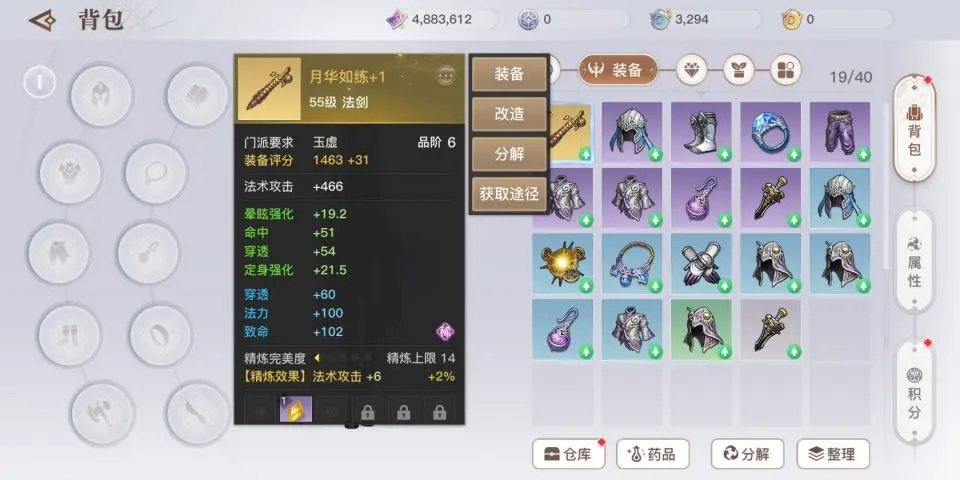 背包
4,883,612
0
3,294
0
月华如练+1
55级 法剑
门派要求 玉虚 品阶 6
装备评分 1463 +31
法术攻击 +466
晕眩强化 +19.2
命中 +51
穿透 +54
定身强化 +21.5
穿透 +60
法力 +100
致命 +102
稀
精炼完美度 精炼上限 14
【精炼效果】法术攻击 +6 +2%
1
装备
改造
分解
获取途径
装备
19/40
背包
属性
积分
仓库
药品
分解
整理